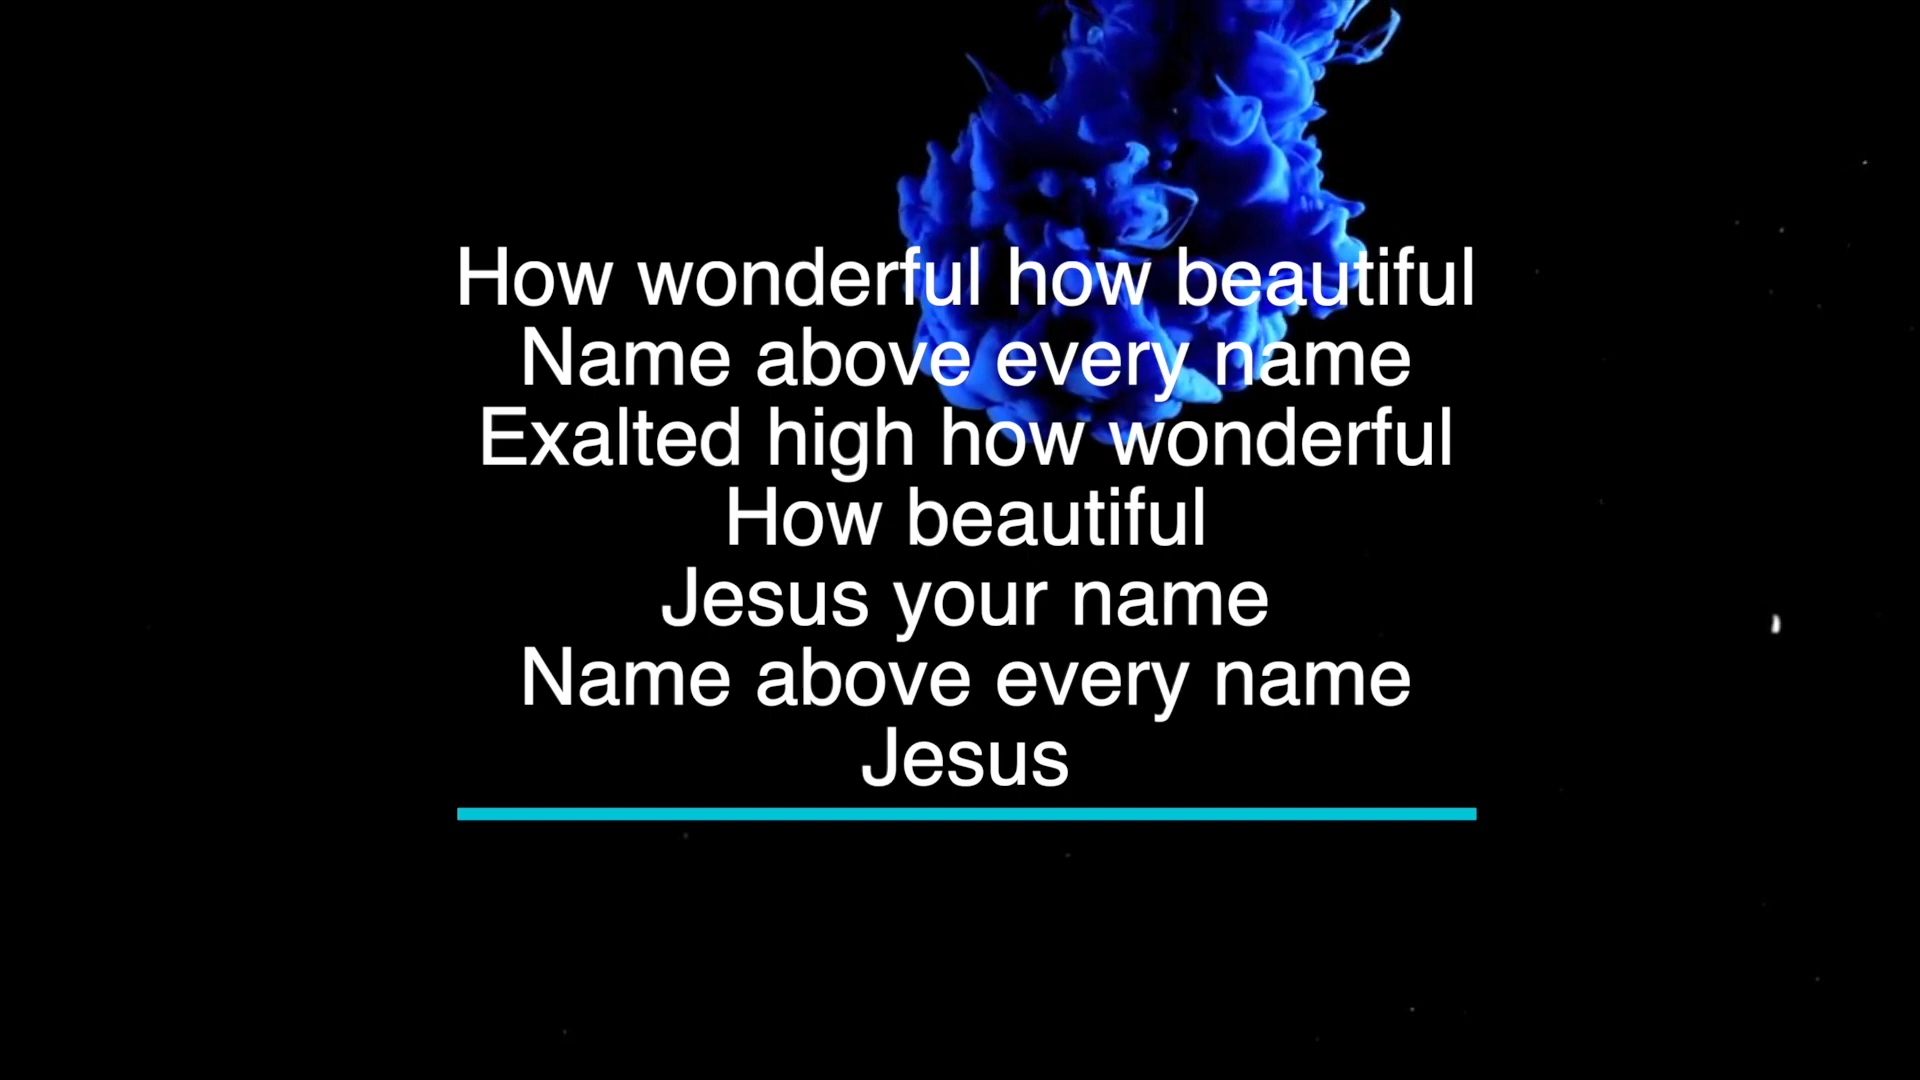 How wonderful how beautiful
Name above every name
Exalted high how wonderful
How beautiful
Jesus your name
Name above every name
Jesus